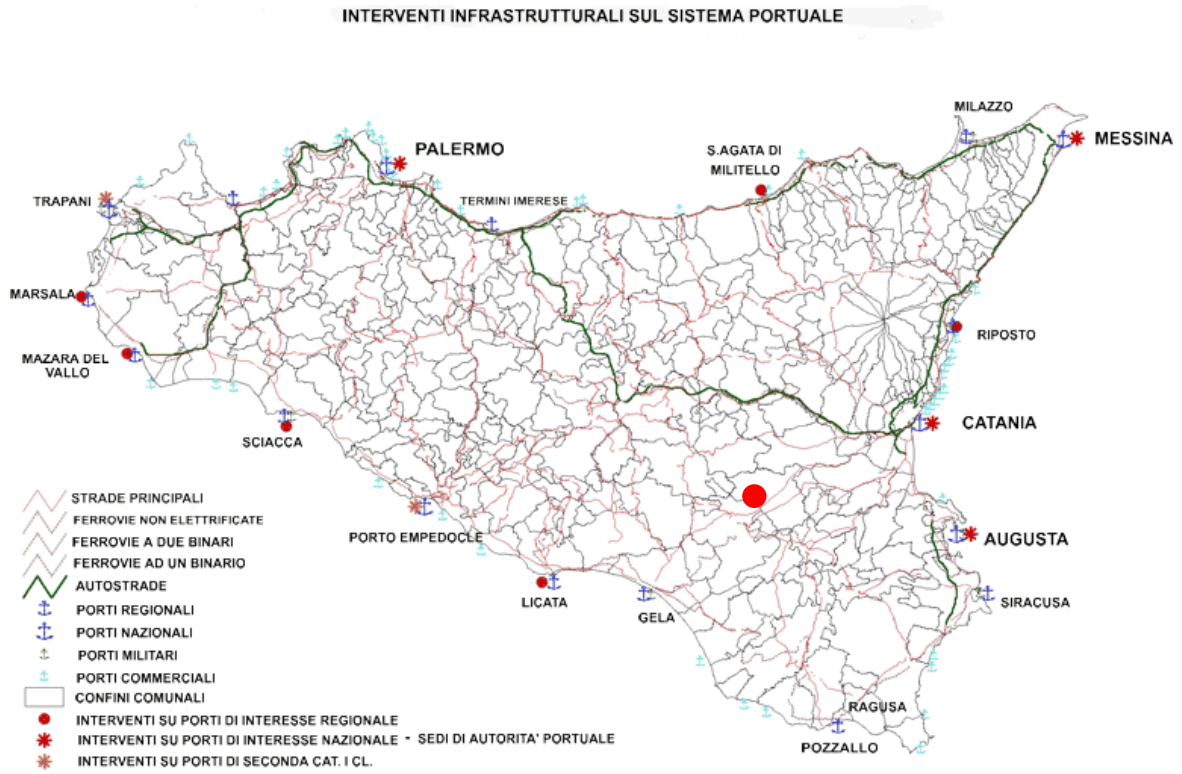 INTERVENTI INFRASTRUTTURALI SUL SISTEMA PORTUALE
MILAZZO
MESSINA
PALERMO
S.AGATA DI
MILITELLO
TRAPANI
TERMINI IMERESE
MARSALA
RIPOSTO
MAZARA DEL
VALLO
CATANIA
SCIACCA
PORTO EMPEDOCLE
AUGUSTA
LICATA
GELA
SIRACUSA
RAGUSA
POZZALLO
STRADE PRINCIPALI
FERROVIE NON ELETTRIFICATE
FERROVIE A DUE BINARI
FERROVIE AD UN BINARIO
AUTOSTRADE
PORTI REGIONALI
PORTI NAZIONALI
PORTI MILITARI
PORTI COMMERCIALI
CONFINI COMUNALI
INTERVENTI SU PORTI DI INTERESSE REGIONALE
INTERVENTI SU PORTI DI INTERESSE NAZIONALE - SEDI DI AUTORITA' PORTUALE
INTERVENTI SU PORTI DI SECONDA CAT. I CL.